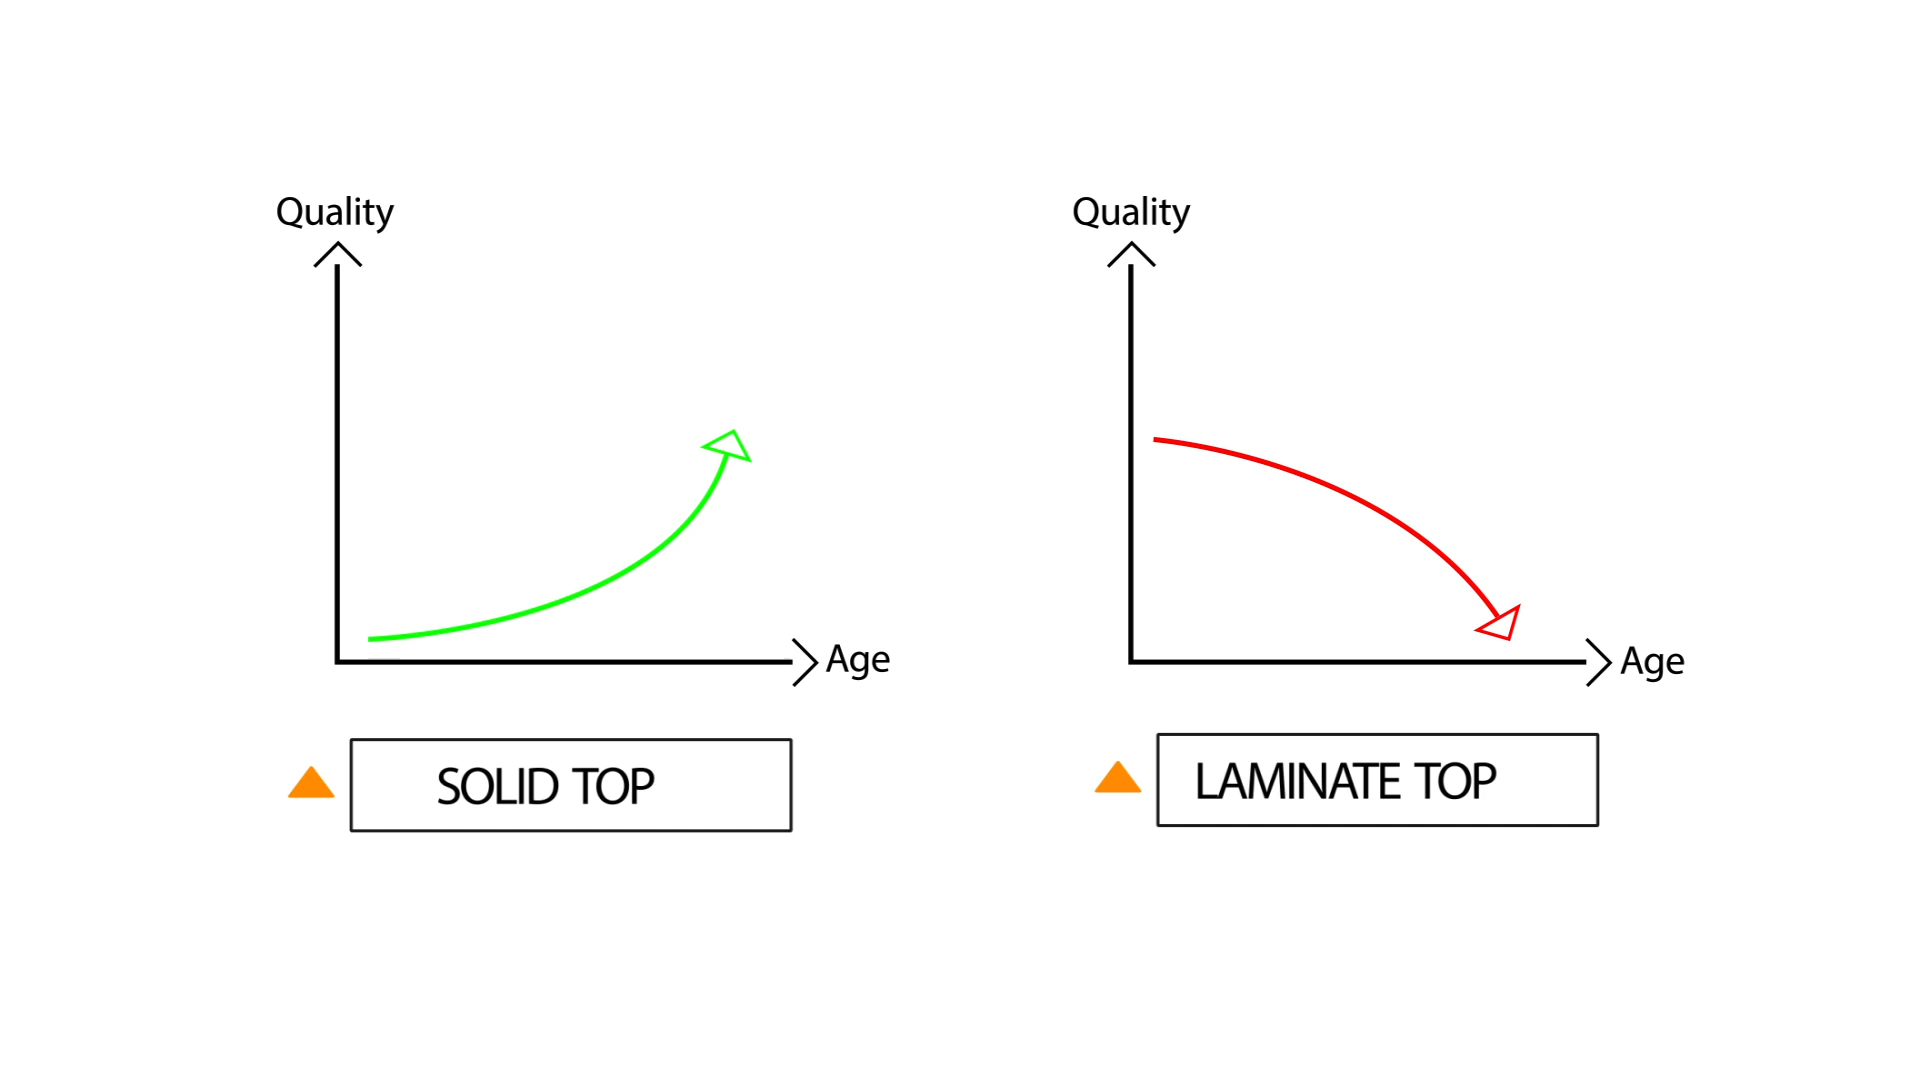 Quality
Age
SOLID TOP
Quality
Age
LAMINATE TOP